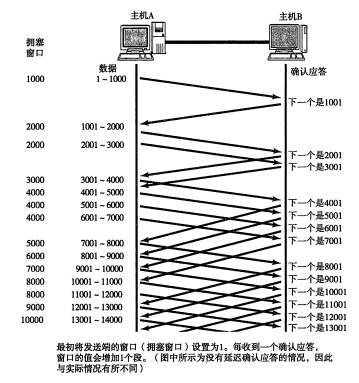 主机A 主机B
拥塞
窗口 数据 确认应答
1000 1~1000
下一个是1001
2000 1001~2000
2000 2001~3000
下一个是2001
下一个是3001
3000 3001~4000
4000 4001~5000
下一个是4001
4000 5001~6000
下一个是5001
4000 6001~7000
下一个是6001
下一个是7001
5000 7001~8000
6000 8001~9000
下一个是8001
7000 9001~10000
下一个是9001
8000 10001~11000
下一个是10001
8000 11001~12000
下一个是11001
9000 12001~13000
下一个是12001
10000 13001~14000
下一个是13001
最初将发送端的窗口（拥塞窗口）设置为1。每收到一个确认应答，
窗口的值会增加1个段。（图中所示为没有延迟确认应答的情况，因此
与实际情况有所不同）